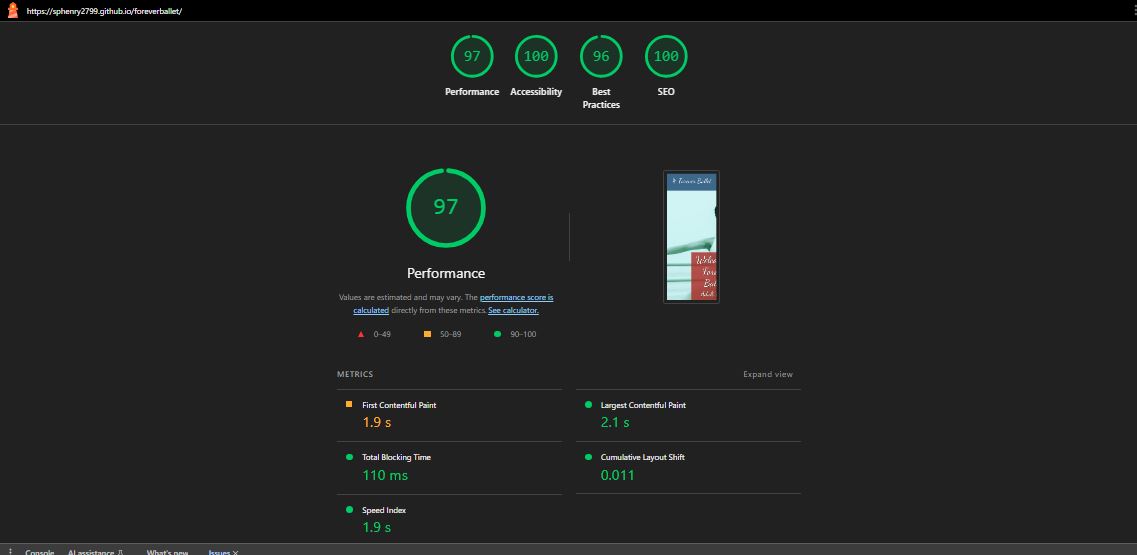 https://sphenry2799.github.io/foreverballet/
97
100
96
100
Performance
Accessibility
Best
Practices
SEO
97
Performance
Values are estimated and may vary. The performance score is
calculated directly from these metrics. See calculator.
0–49
50–89
90–100
Forever Ballet
METRICS
Expand view
First Contentful Paint
1.9 s
Largest Contentful Paint
2.1 s
Total Blocking Time
110 ms
Cumulative Layout Shift
0.011
Speed Index
1.9 s
Console
AI assistance
What's new
Issues